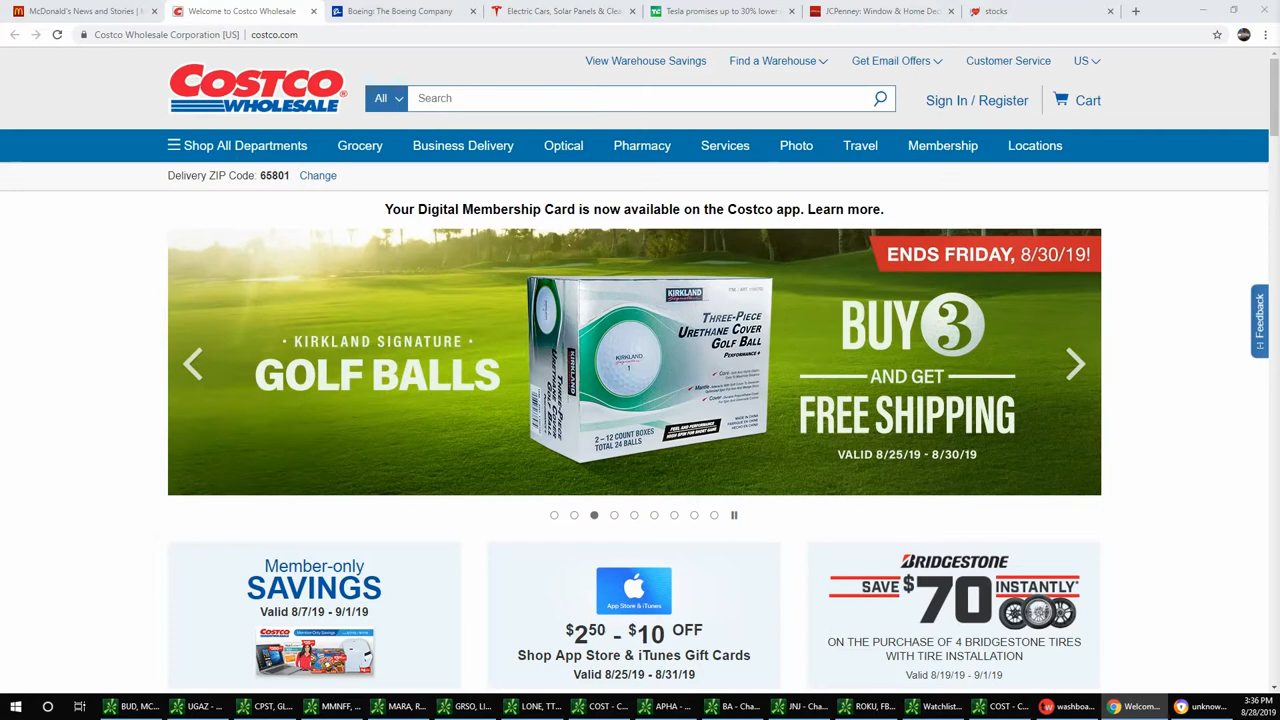 McDonald's News and Stories | M
Welcome to Costco Wholesale
Boeing: The Boeing Company
Electric Cars, Solar Panels & Cle
Tesla promises up to 30% lower
JCPenney: Window & Home Dec
stocks
Costco Wholesale Corporation [US] | costco.com
View Warehouse Savings
Find a Warehouse
Get Email Offers
Customer Service
US
COSTCO
WHOLESALE
All
Search
Sign In / Register
Cart
Shop All Departments
Grocery
Business Delivery
Optical
Pharmacy
Services
Photo
Travel
Membership
Locations
Delivery ZIP Code: 65801 Change
Your Digital Membership Card is now available on the Costco app. Learn more.
ENDS FRIDAY, 8/30/19!
· KIRKLAND SIGNATURE ·
GOLF BALLS
KIRKLAND
Signature
THREE-PIECE
URETHANE COVER
GOLF BALL
PERFORMANCE+
KIRKLAND
1
2 – 12 COUNT BOXES
TOTAL 24 BALLS
BUY 3
AND GET
FREE SHIPPING
VALID 8/25/19 - 8/30/19
Feedback
Member-only
SAVINGS
Valid 8/7/19 - 9/1/19
COSTCO
App Store & iTunes
$2.50 - $10 OFF
Shop App Store & iTunes Gift Cards
Valid 8/25/19 - 8/31/19
BRIDGESTONE
SAVE $70 INSTANTLY*
ON THE PURCHASE OF 4 BRIDGESTONE TIRES
WITH TIRE INSTALLATION
Valid 8/19/19 - 9/1/19
BUD, MC...
UGAZ - C...
CPST, GL...
MMNFF, ...
MARA, R...
GRSO, LI...
LONE, TT...
COST - C...
APHA - C...
BA - Cha...
JNJ - Cha...
ROKU, FB...
Watchlist...
COST - C...
washboa...
Welcom...
unknow...
3:36 PM
8/28/2019